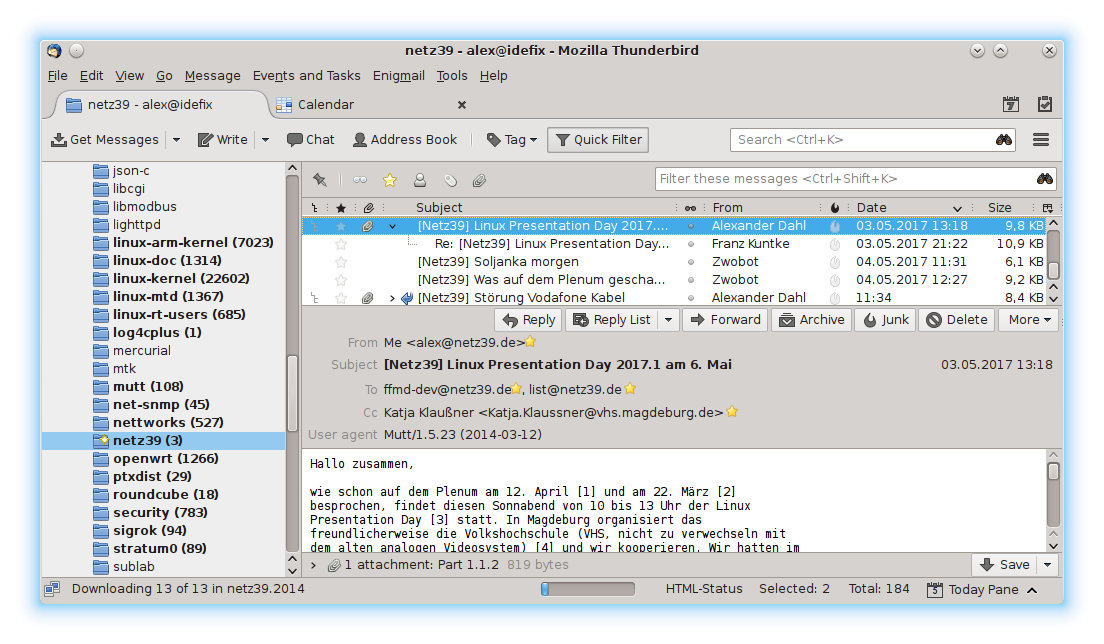 netz39 - alex@idefix - Mozilla Thunderbird
File Edit View Go Message Events and Tasks Enigmail Tools Help
netz39 - alex@idefix Calendar
7
Get Messages Write Chat Address Book Tag Quick Filter Search <Ctrl+K>
json-c
libcgi
libmodbus
lighttpd
linux-arm-kernel (7023)
linux-doc (1314)
linux-kernel (22602)
linux-mtd (1367)
linux-rt-users (685)
log4cplus (1)
mercurial
mtk
mutt (108)
net-snmp (45)
nettworks (527)
netz39 (3)
openwrt (1266)
ptxdist (29)
roundcube (18)
security (783)
sigrok (94)
stratum0 (89)
sublab
Filter these messages <Ctrl+Shift+K>
Subject From Date Size
[Netz39] Linux Presentation Day 2017.... Alexander Dahl 03.05.2017 13:18 9,8 KB
Re: [Netz39] Linux Presentation Day... Franz Kuntke 03.05.2017 21:22 10,9 KB
[Netz39] Soljanka morgen Zwobot 04.05.2017 11:31 6,1 KB
[Netz39] Was auf dem Plenum gescha... Zwobot 04.05.2017 12:27 9,2 KB
[Netz39] Störung Vodafone Kabel Alexander Dahl 11:34 8,4 KB
Reply Reply List Forward Archive Junk Delete More
From Me <alex@netz39.de>
Subject [Netz39] Linux Presentation Day 2017.1 am 6. Mai 03.05.2017 13:18
To ffmd-dev@netz39.de, list@netz39.de
Cc Katja Klaußner <Katja.Klaussner@vhs.magdeburg.de>
User agent Mutt/1.5.23 (2014-03-12)
Hallo zusammen,
wie schon auf dem Plenum am 12. April [1] und am 22. März [2]
besprochen, findet diesen Sonnabend von 10 bis 13 Uhr der Linux
Presentation Day [3] statt. In Magdeburg organisiert das
freundlicherweise die Volkshochschule (VHS, nicht zu verwechseln mit
dem alten analogen Videosystem) [4] und wir kooperieren. Wir hatten im
1 attachment: Part 1.1.2 819 bytes Save
Downloading 13 of 13 in netz39.2014 HTML-Status Selected: 2 Total: 184 5 Today Pane